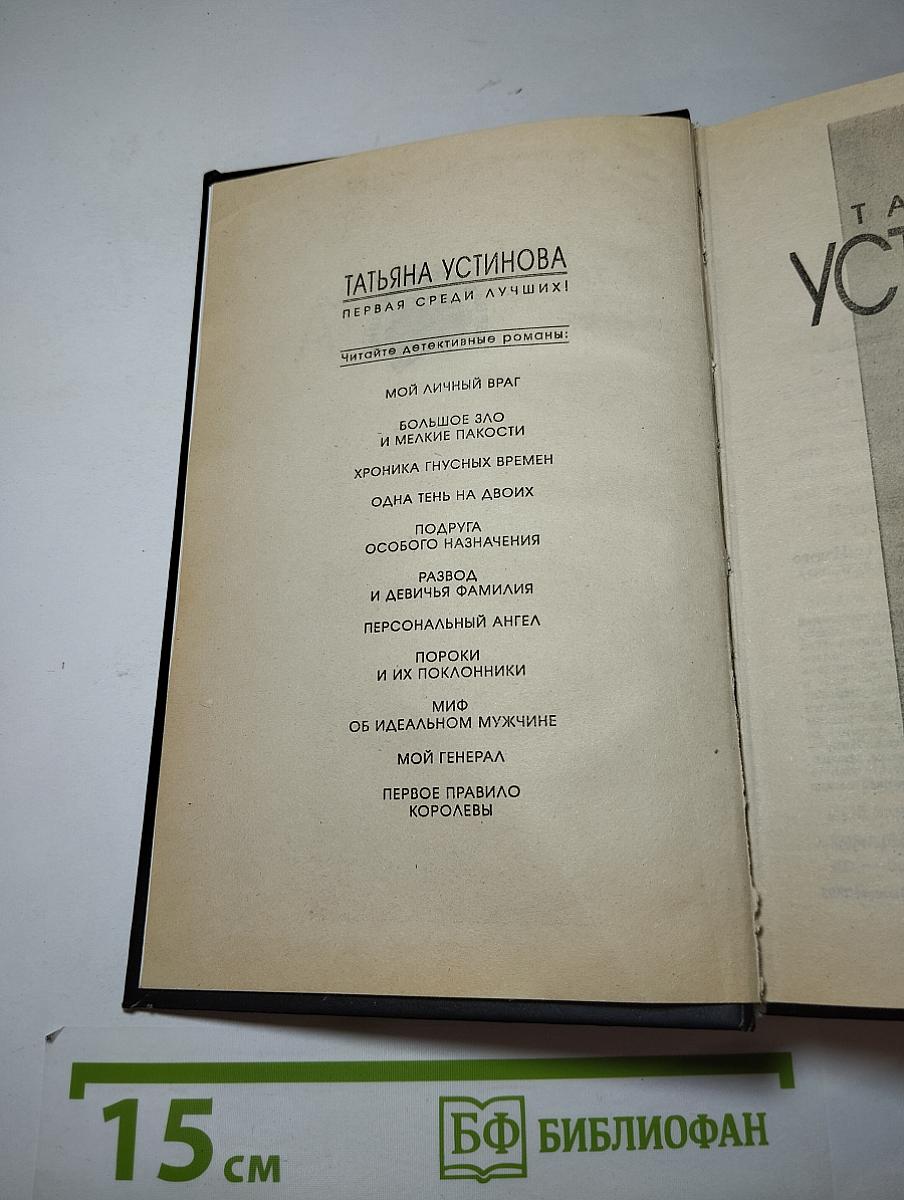 ТАТЬЯНА УСТИНОВА
ПЕРВАЯ СРЕДИ ЛУЧШИХ!
Читайте детективные романы:
МОЙ ЛИЧНЫЙ ВРАГ
БОЛЬШОЕ ЗЛО
И МЕЛКИЕ ПАКОСТИ
ХРОНИКА ГНУСНЫХ ВРЕМЕН
ОДНА ТЕНЬ НА ДВОИХ
ПОДРУГА
ОСОБОГО НАЗНАЧЕНИЯ
РАЗВОД
И ДЕВИЧЬЯ ФАМИЛИЯ
ПЕРСОНАЛЬНЫЙ АНГЕЛ
ПОРОКИ
И ИХ ПОКЛОННИКИ
МИФ
ОБ ИДЕАЛЬНОМ МУЖЧИНЕ
МОЙ ГЕНЕРАЛ
ПЕРВОЕ ПРАВИЛО
КОРОЛЕВЫ
ТА
УСТ
15 см
БФ БИБЛИОФАН